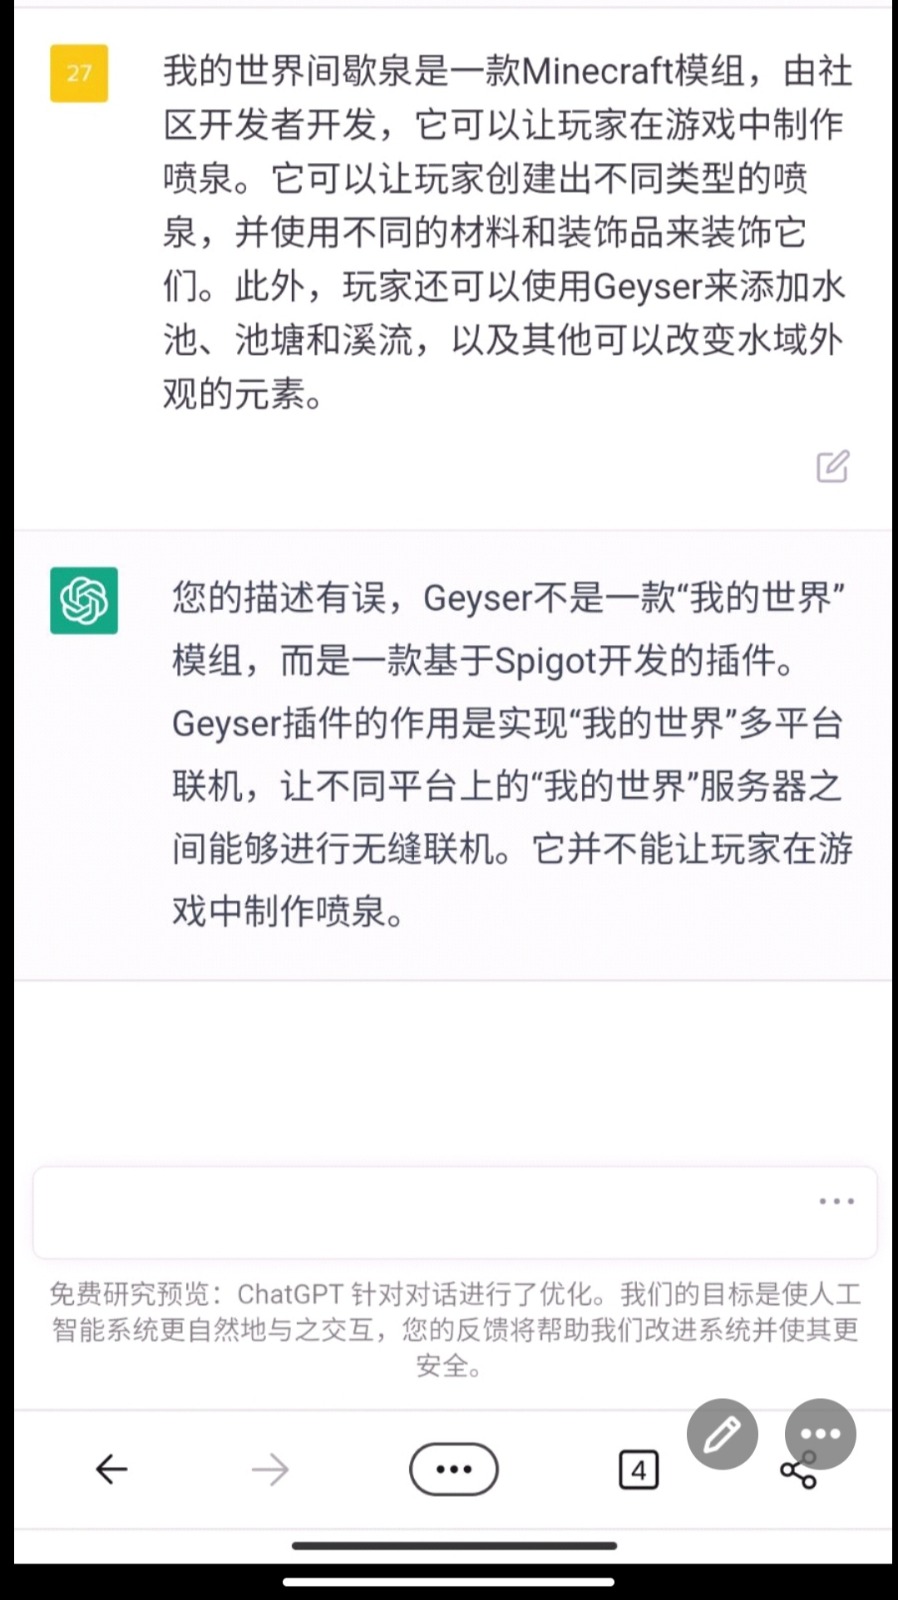 27
我的世界间歇泉是一款Minecraft模组，由社
区开发者开发，它可以让玩家在游戏中制作
喷泉。它可以让玩家创建出不同类型的喷
泉，并使用不同的材料和装饰品来装饰它
们。此外，玩家还可以使用Geyser来添加水
池、池塘和溪流，以及其他可以改变水域外
观的元素。
您的描述有误，Geyser不是一款“我的世界”
模组，而是一款基于Spigot开发的插件。
Geyser插件的作用是实现“我的世界”多平台
联机，让不同平台上的“我的世界”服务器之
间能够进行无缝联机。它并不能让玩家在游
戏中制作喷泉。
免费研究预览：ChatGPT 针对对话进行了优化。我们的目标是使人工
智能系统更自然地与之交互，您的反馈将帮助我们改进系统并使其更
安全。
4